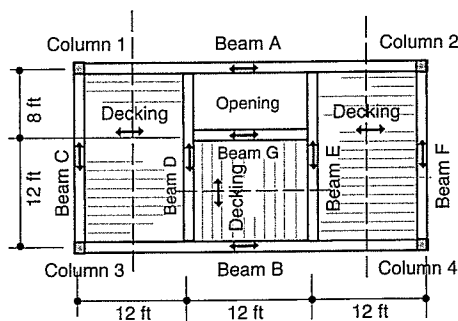 Column 1
Beam A
Column 2
8 ft
Decking
Opening
Decking
Beam C
Beam D
Beam G
Beam E
Beam F
12 ft
Decking
Column 3
Beam B
Column 4
12 ft
12 ft
12 ft